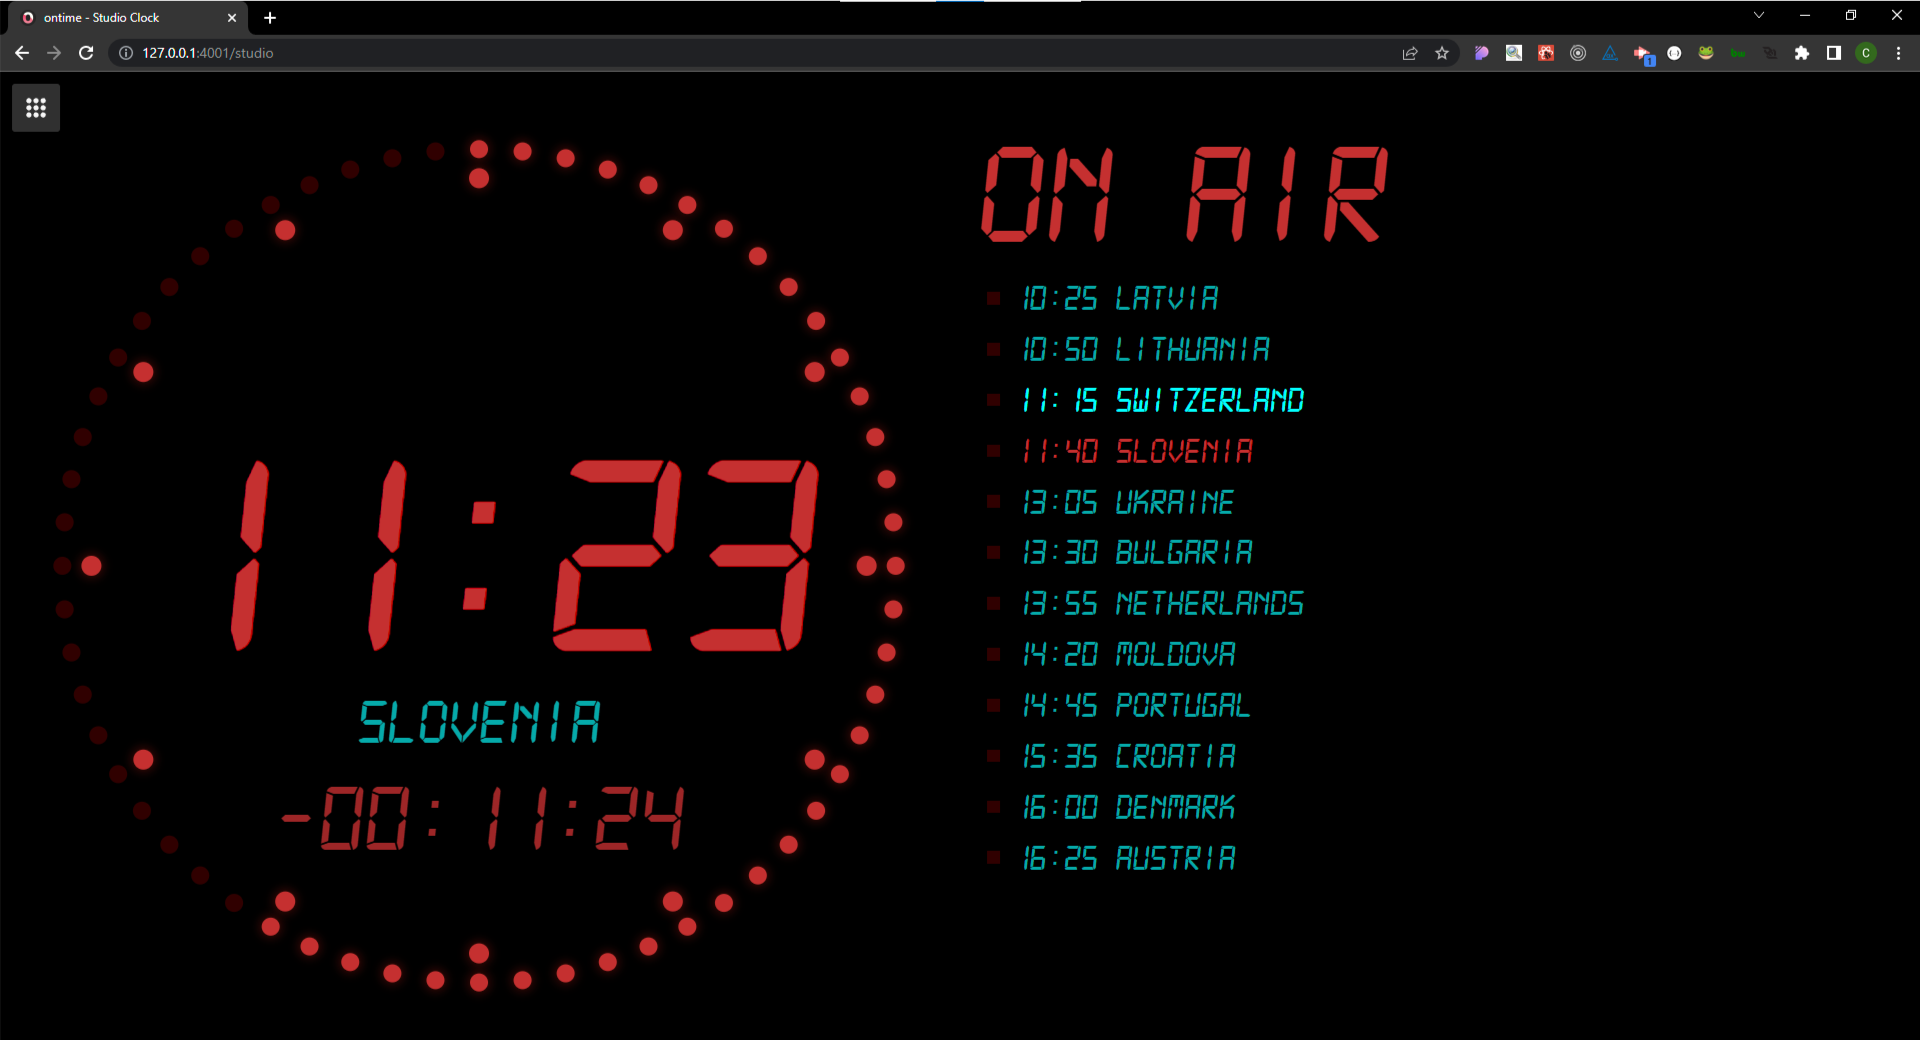 ontime - Studio Clock
127.0.0.1:4001/studio
1
C
ON AIR
10:25 LATVIA
10:50 LITHUANIA
11:15 SWITZERLAND
11:40 SLOVENIA
13:05 UKRAINE
13:30 BULGARIA
13:55 NETHERLANDS
14:20 MOLDOVA
14:45 PORTUGAL
15:35 CROATIA
16:00 DENMARK
16:25 AUSTRIA
11:23
SLOVENIA
-00:11:24